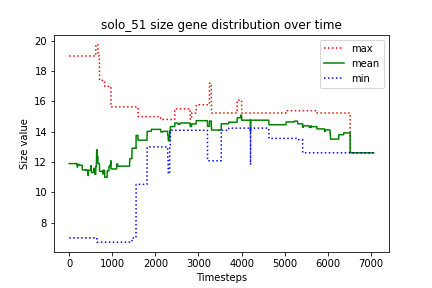 solo_51 size gene distribution over time
20
18
16
14
12
10
8
Size value
max
mean
min
0
1000
2000
3000
4000
5000
6000
7000
Timesteps